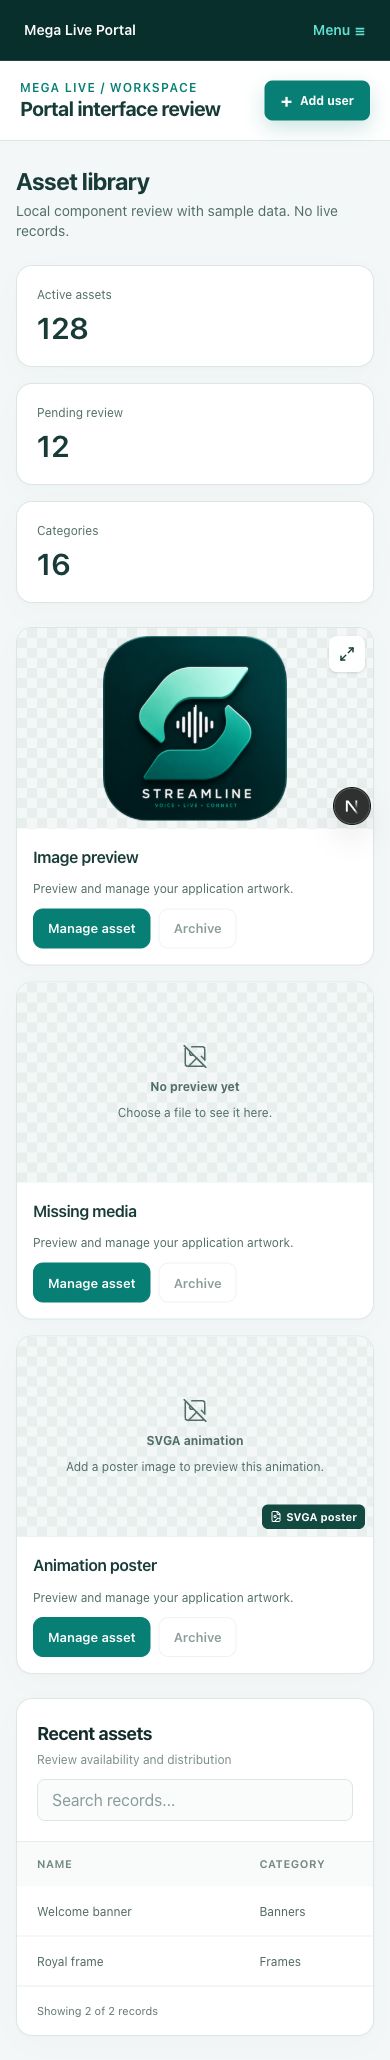 Mega Live Portal
Menu ≡
MEGA LIVE / WORKSPACE
Portal interface review
+ Add user
Asset library
Local component review with sample data. No live
records.
Active assets
128
Pending review
12
Categories
16
STREAMLINE
VOICE • LIVE • CONNECT
N
Image preview
Preview and manage your application artwork.
Manage asset
Archive
No preview yet
Choose a file to see it here.
Missing media
Preview and manage your application artwork.
Manage asset
Archive
SVGA animation
Add a poster image to preview this animation.
SVGA poster
Animation poster
Preview and manage your application artwork.
Manage asset
Archive
Recent assets
Review availability and distribution
Search records...
NAME
CATEGORY
Welcome banner
Banners
Royal frame
Frames
Showing 2 of 2 records